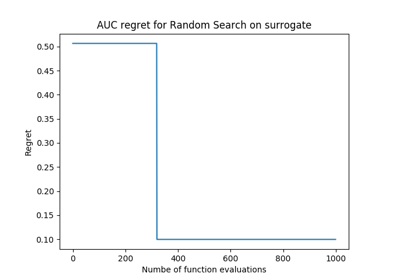 AUC regret for Random Search on surrogate
0.50
0.45
0.40
0.35
0.30
0.25
0.20
0.15
0.10
Regret
0 200 400 600 800 1000
Numbe of function evaluations